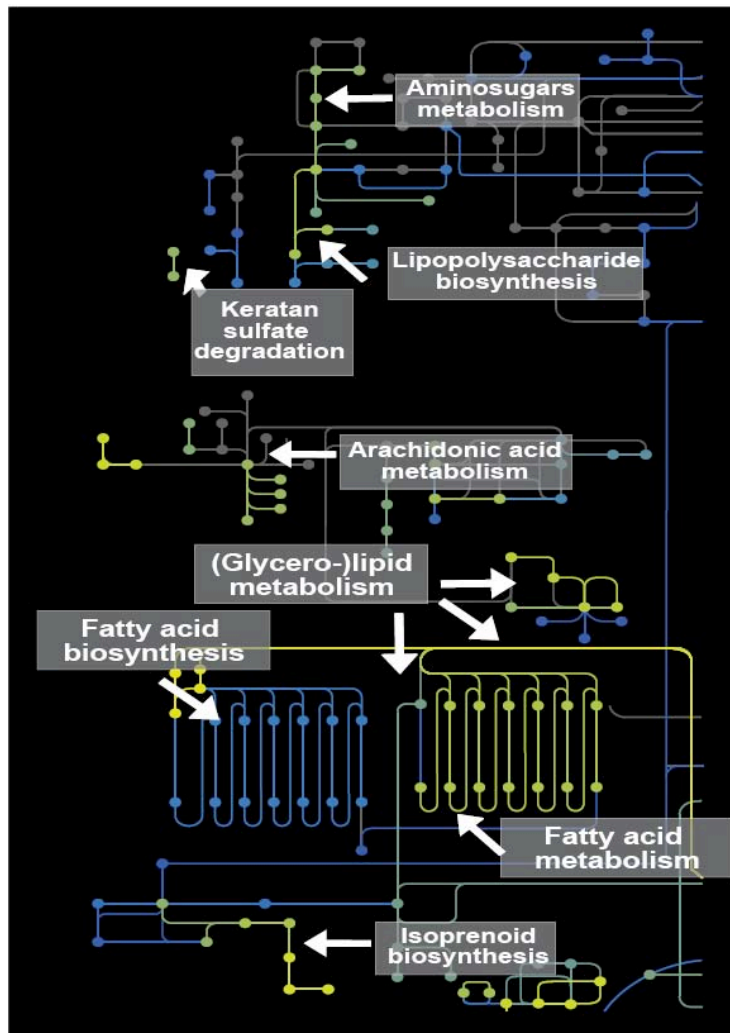 Aminosugars
metabolism
Lipopolysaccharide
biosynthesis
Keratan
sulfate
degradation
Arachidonic acid
metabolism
(Glycero-)lipid
metabolism
Fatty acid
biosynthesis
Fatty acid
metabolism
Isoprenoid
biosynthesis